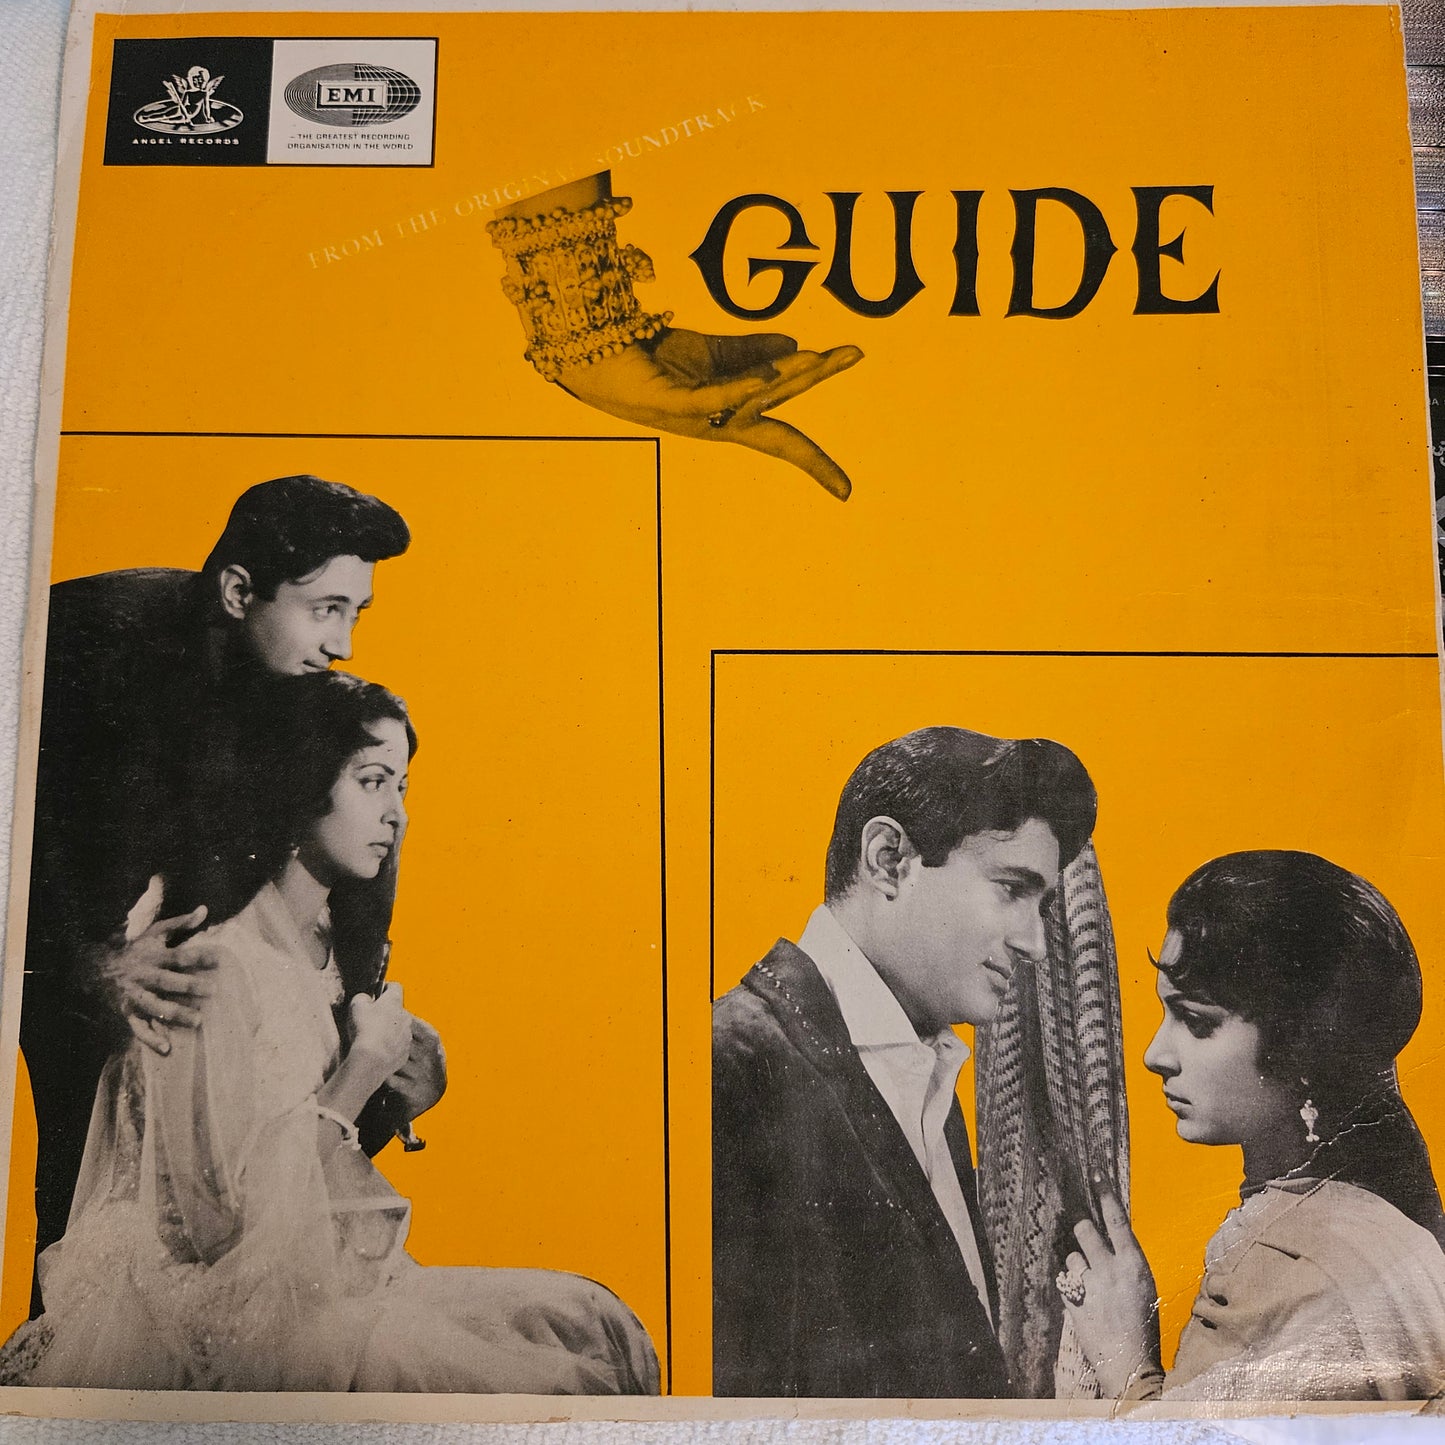 ANGEL RECORDS
EMI
– THE GREATEST RECORDING
ORGANISATION IN THE WORLD
FROM THE ORIGINAL SOUNDTRACK
GUIDE